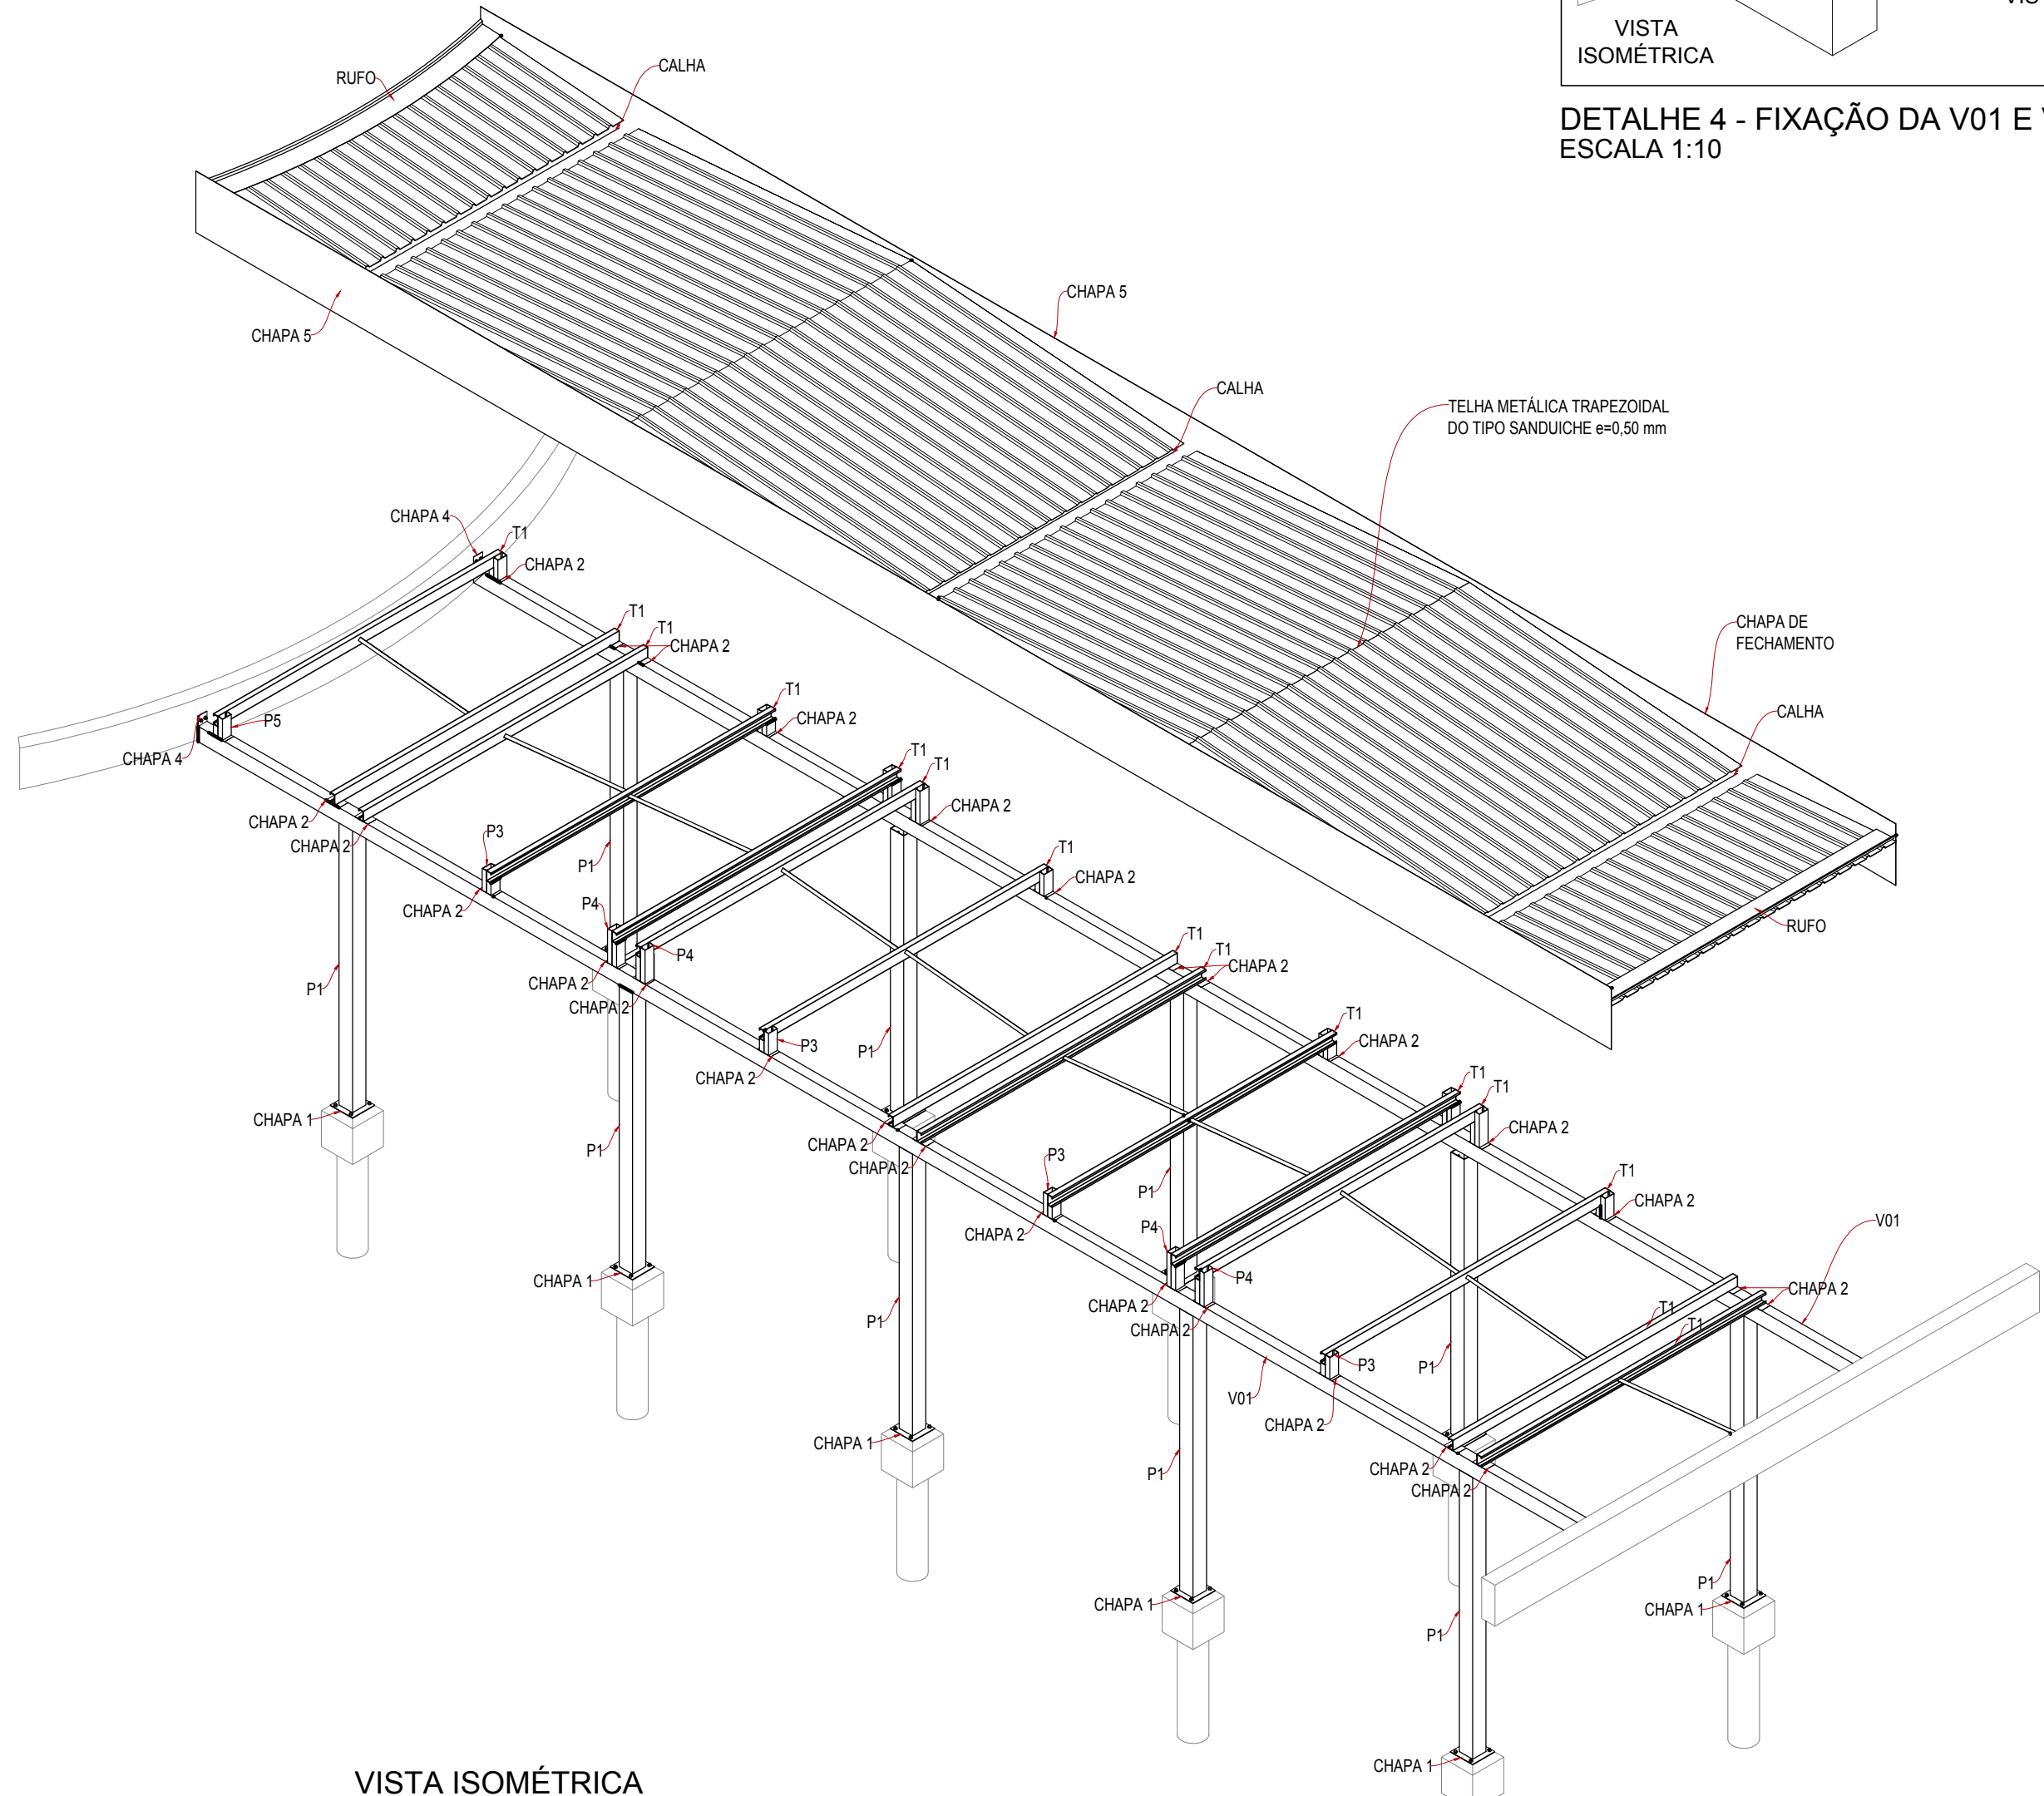 VISTA
ISOMÉTRICA
DETALHE 4 - FIXAÇÃO DA V01 E
ESCALA 1:10
RUFO
CALHA
CHAPA 5
CHAPA 5
CALHA
TELHA METÁLICA TRAPEZOIDAL
DO TIPO SANDUICHE e=0,50 mm
CHAPA 4
T1
CHAPA 2
T1
T1
CHAPA 2
CHAPA DE
FECHAMENTO
T1
CHAPA 2
CALHA
P5
CHAPA 4
T1
T1
CHAPA 2
CHAPA 2
P3
CHAPA 2
P1
T1
CHAPA 2
CHAPA 2
P4
RUFO
P4
T1
T1
CHAPA 2
P1
CHAPA 2
CHAPA 2
T1
CHAPA 2
P3
P1
CHAPA 2
T1
T1
CHAPA 2
CHAPA 1
P1
CHAPA 2
CHAPA 2
P3
T1
CHAPA 2
P1
V01
P4
CHAPA 2
P4
CHAPA 2
CHAPA 1
CHAPA 2
T1
P1
CHAPA 2
T1
P3
P1
V01
CHAPA 2
CHAPA 1
P1
CHAPA 2
CHAPA 2
P1
CHAPA 1
CHAPA 1
P1
CHAPA 1
VISTA ISOMÉTRICA